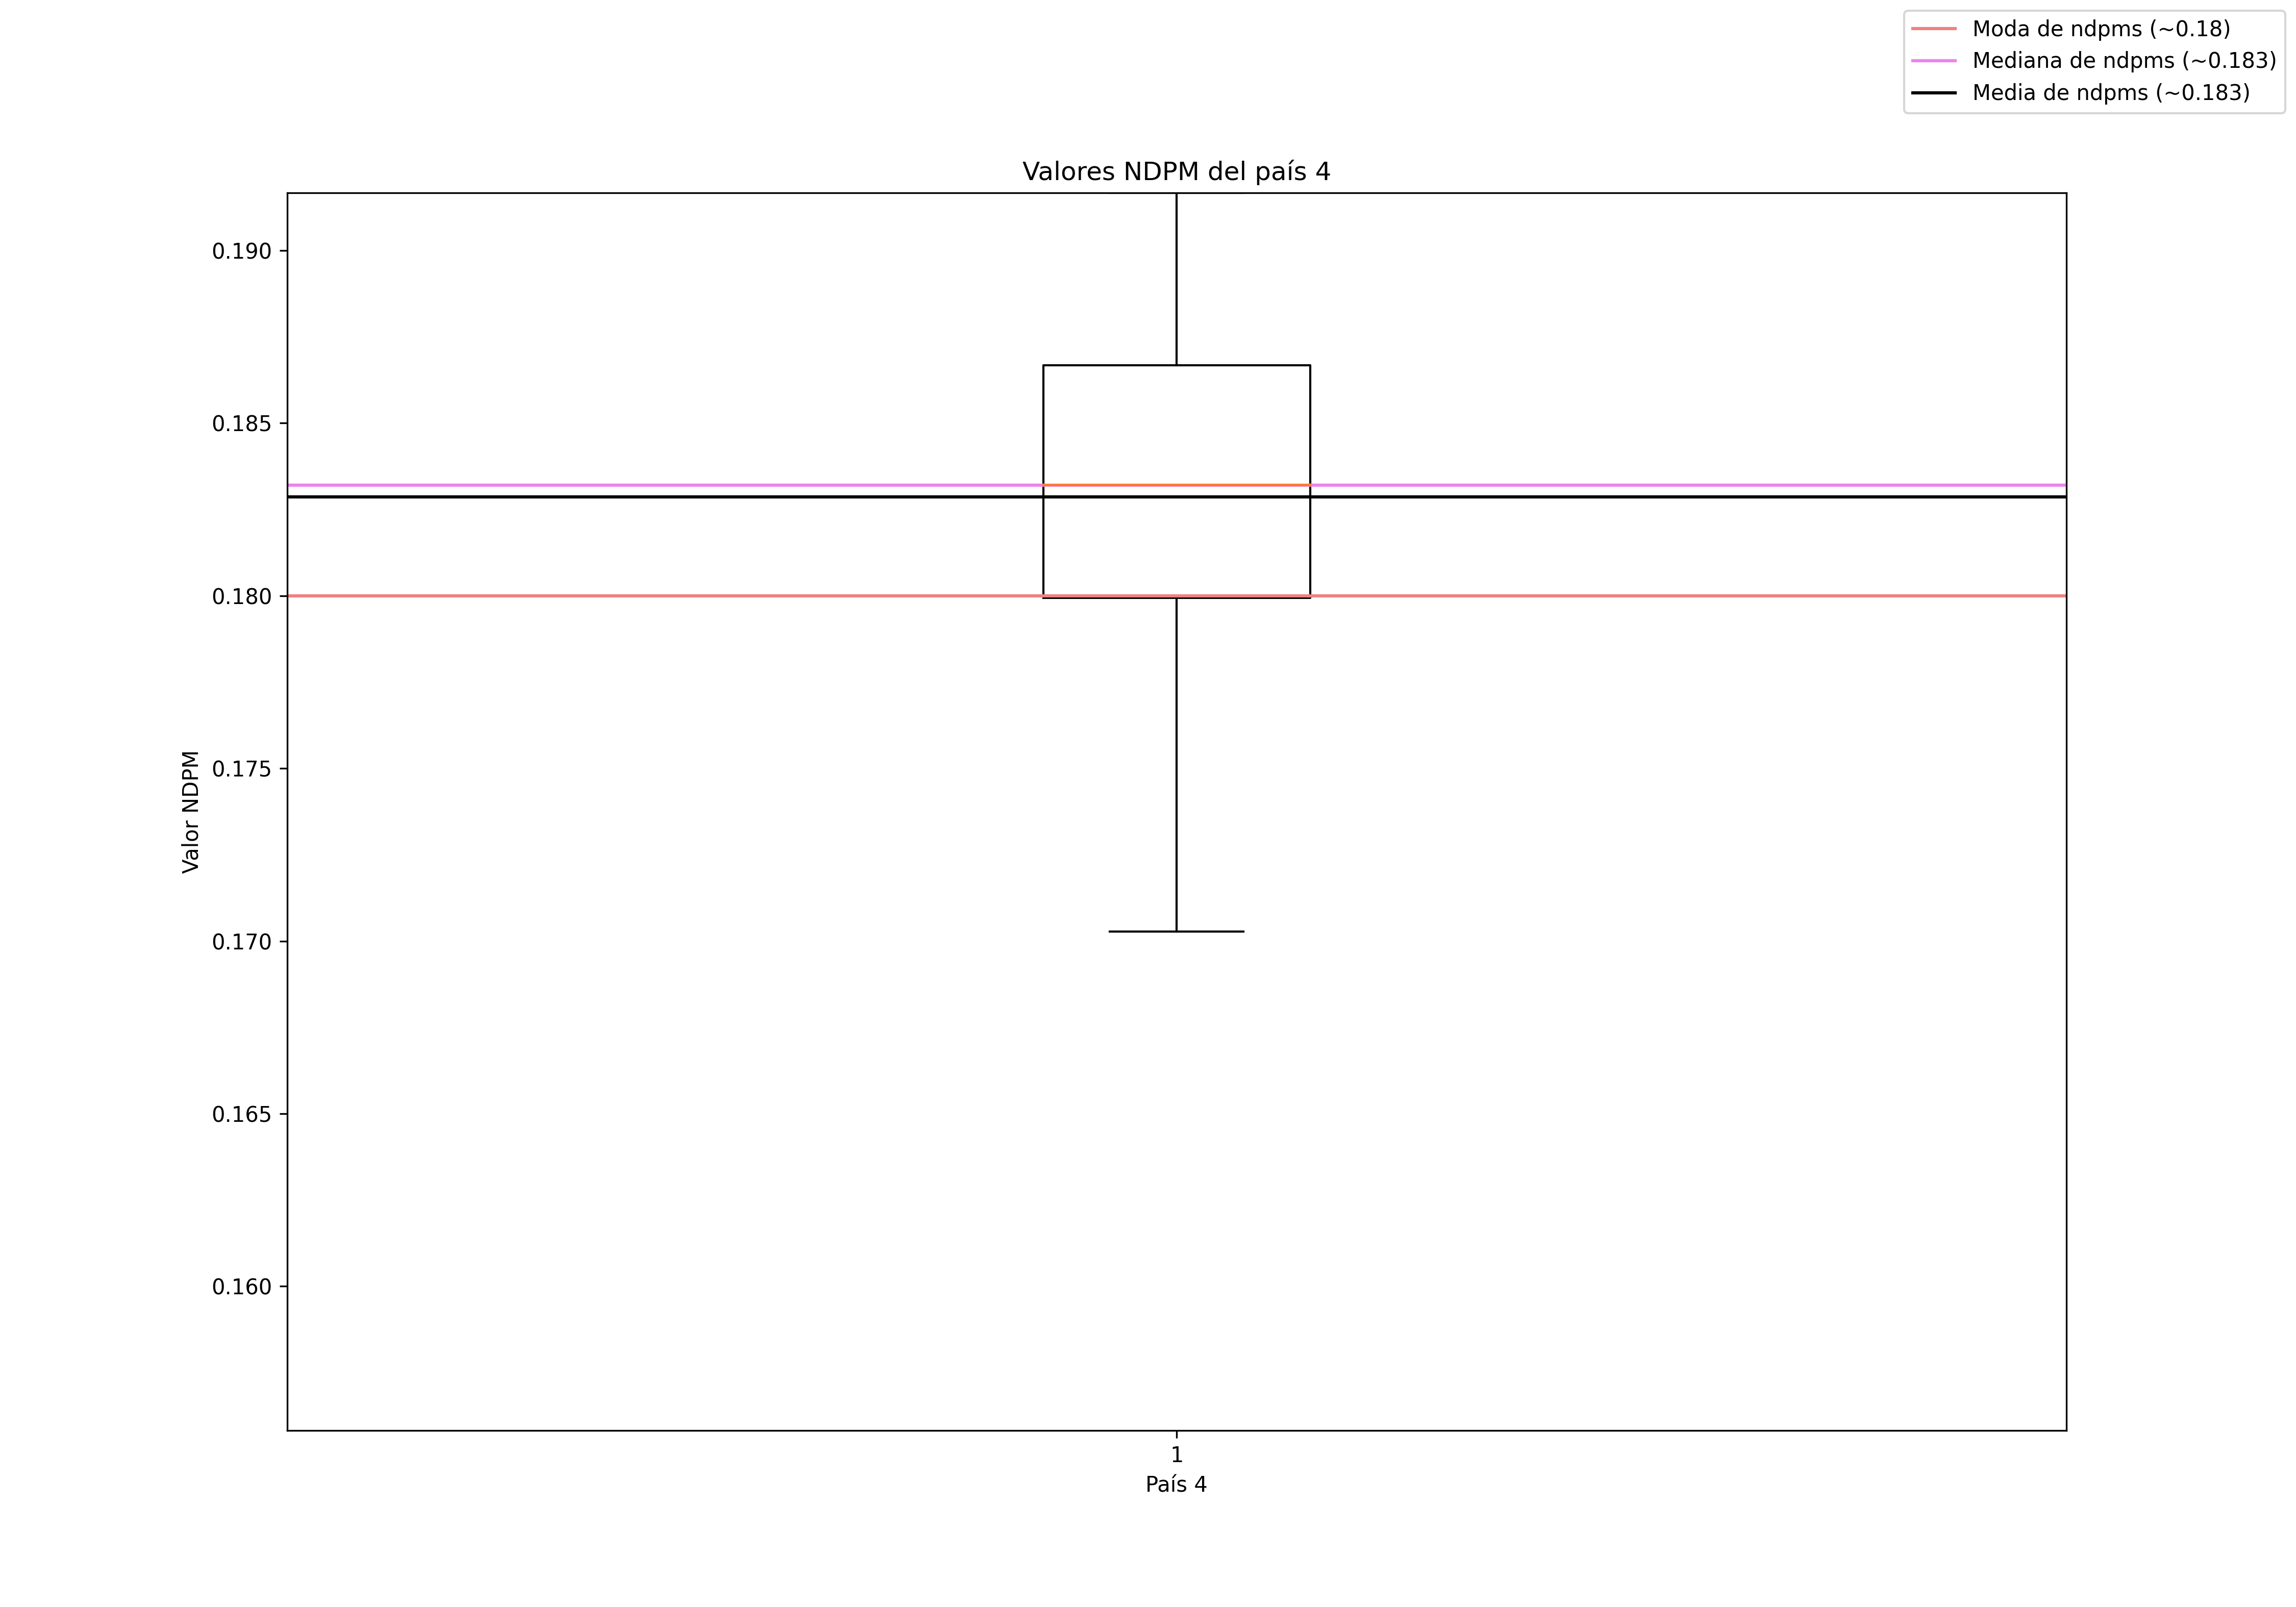 Moda de ndpms (~0.18)
Mediana de ndpms (~0.183)
Media de ndpms (~0.183)
Valores NDPM del país 4
0.190
0.185
0.180
0.175
0.170
0.165
0.160
Valor NDPM
1
País 4